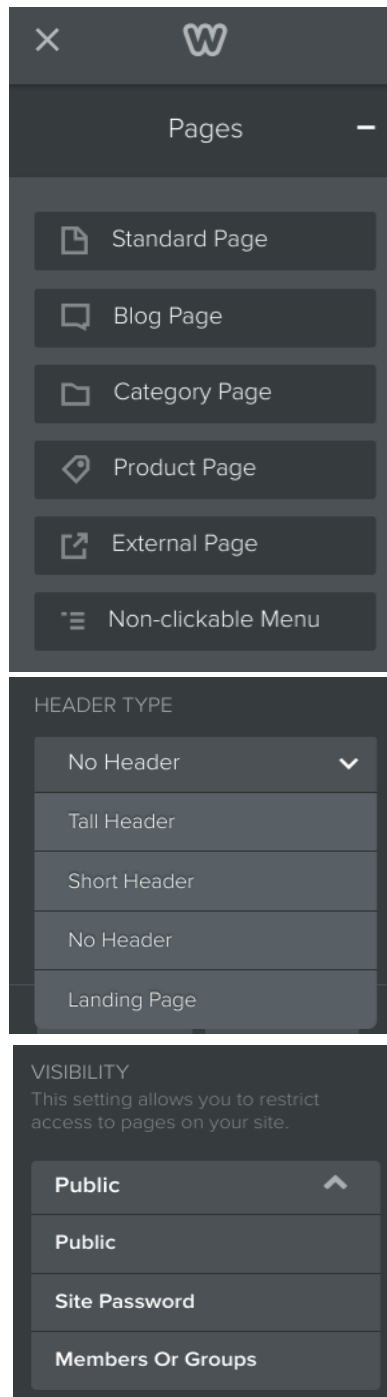 Pages
Standard Page
Blog Page
Category Page
Product Page
External Page
Non-clickable Menu
HEADER TYPE
No Header
Tall Header
Short Header
No Header
Landing Page
VISIBILITY
This setting allows you to restrict
access to pages on your site.
Public
Public
Site Password
Members Or Groups